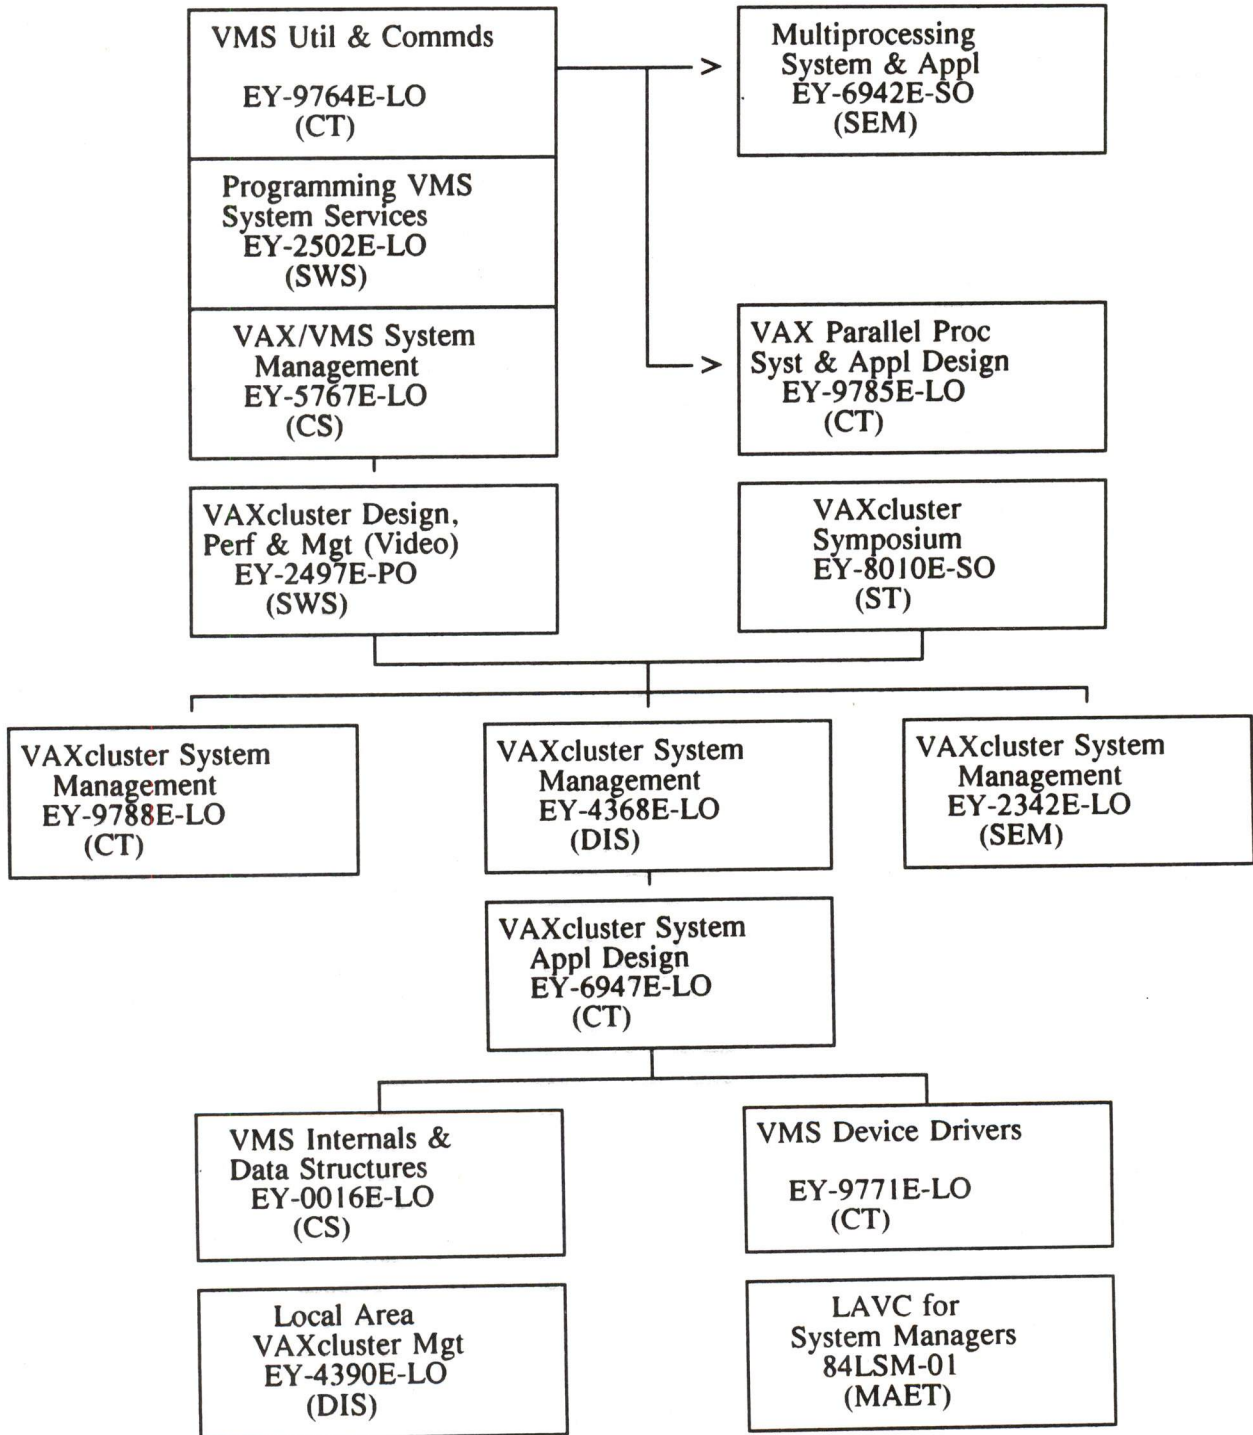 VMS Util & Commds
EY-9764E-LO
(CT)
Multiprocessing
System & Appl
EY-6942E-SO
(SEM)
Programming VMS
System Services
EY-2502E-LO
(SWS)
VAX/VMS System
Management
EY-5767E-LO
(CS)
VAX Parallel Proc
Syst & Appl Design
EY-9785E-LO
(CT)
VAXcluster Design,
Perf & Mgt (Video)
EY-2497E-PO
(SWS)
VAXcluster
Symposium
EY-8010E-SO
(ST)
VAXcluster System
Management
EY-9788E-LO
(CT)
VAXcluster System
Management
EY-4368E-LO
(DIS)
VAXcluster System
Management
EY-2342E-LO
(SEM)
VAXcluster System
Appl Design
EY-6947E-LO
(CT)
VMS Internals &
Data Structures
EY-0016E-LO
(CS)
VMS Device Drivers
EY-9771E-LO
(CT)
Local Area
VAXcluster Mgt
EY-4390E-LO
(DIS)
LAVC for
System Managers
84LSM-01
(MAET)